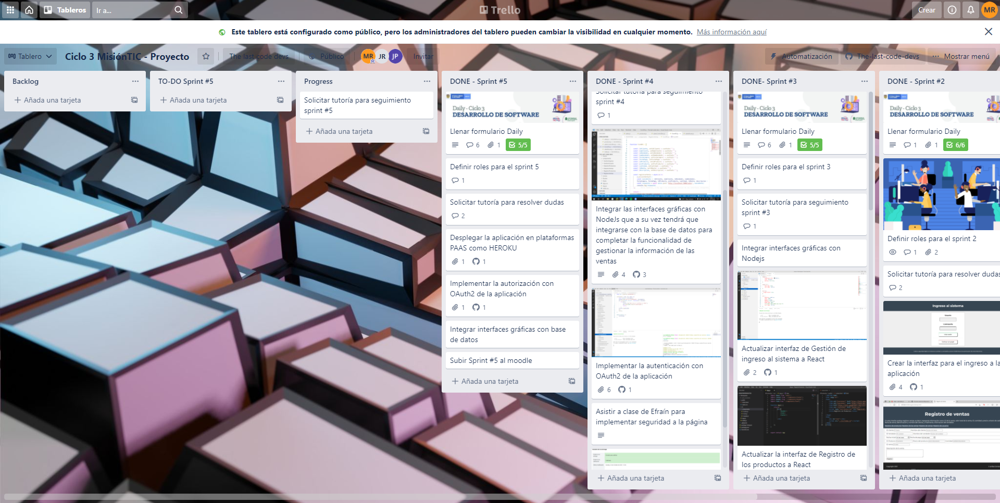 Tableros
Ir a...
Trello
Crear
MR
Este tablero está configurado como público, pero los administradores del tablero pueden cambiar la visibilidad en cualquier momento. Más información aquí
Tablero
Ciclo 3 MisiónTIC - Proyecto
The last code devs
Público
MR
JR
JP
Invitar
Automatización
The-last-code-devs
Mostrar menú
Backlog
Añada una tarjeta
TO-DO Sprint #5
Añada una tarjeta
Progress
Solicitar tutoría para seguimiento
sprint #5
Añada una tarjeta
DONE - Sprint #5
Daily - Ciclo 3
DESARROLLO DE SOFTWARE
Llenar formulario Daily
6 1 5/5
Definir roles para el sprint 5
1
Solicitar tutoría para resolver dudas
2
Desplegar la aplicación en plataformas
PAAS como HEROKU
1 1
Implementar la autorización con
OAuth2 de la aplicación
1 1
Integrar interfaces gráficas con base
de datos
Subir Sprint #5 al moodle
Añada una tarjeta
DONE - Sprint #4
Solicitar tutoría para seguimiento
sprint #4
1
Integrar las interfaces gráficas con
NodeJs que a su vez tendrá que
integrarse con la base de datos para
completar la funcionalidad de
gestionar la información de las
ventas
4 3
Implementar la autenticación con
OAuth2 de la aplicación
6 1
Asistir a clase de Efraín para
implementar seguridad a la página
Añada una tarjeta
DONE- Sprint #3
Daily - Ciclo 3
DESARROLLO DE SOFTWARE
Llenar formulario Daily
6 1 5/5
Definir roles para el sprint 3
1
Solicitar tutoría para seguimiento
sprint #3
1
Integrar interfaces gráficas con
Nodejs
Actualizar interfaz de Gestión de
ingreso al sistema a React
2 1
Actualizar la interfaz de Registro de
los productos a React
Añada una tarjeta
DONE - Sprint #2
Daily - Ciclo 3
DESARROLLO DE SOFTWARE
Llenar formulario Daily
1 1 6/6
Definir roles para el sprint 2
1 2
Solicitar tutoría para resolver dudas
2
Ingreso al sistema
Crear la interfaz para el ingreso a la
aplicación
4 1
Registro de ventas
Añada una tarjeta